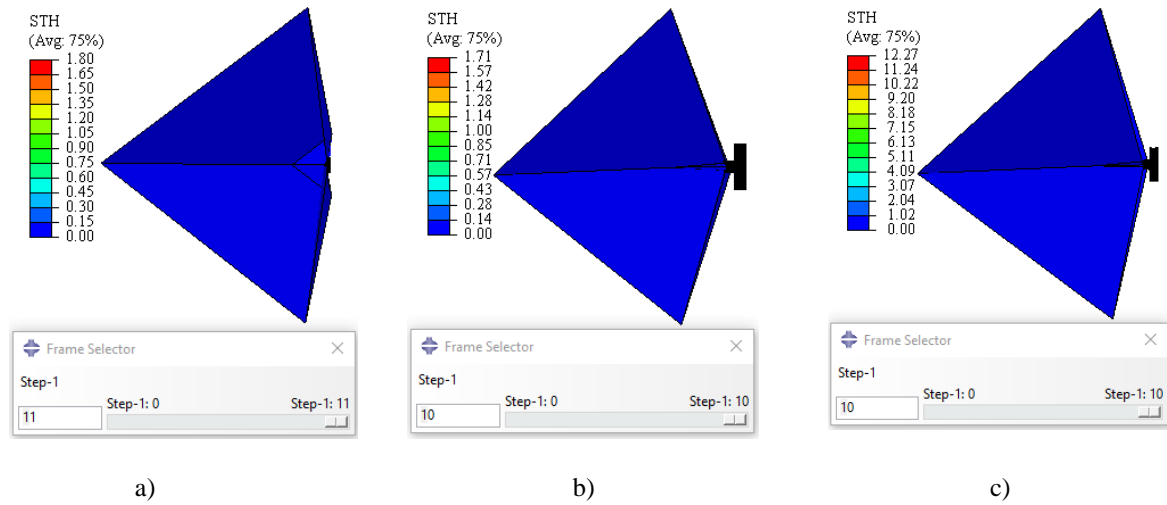 STH
(Avg: 75%)
1.80
1.65
1.50
1.35
1.20
1.05
0.90
0.75
0.60
0.45
0.30
0.15
0.00
Frame Selector
Step-1
11
Step-1: 0
Step-1: 11
a)
STH
(Avg: 75%)
1.71
1.57
1.42
1.28
1.14
1.00
0.85
0.71
0.57
0.43
0.28
0.14
0.00
Frame Selector
Step-1
10
Step-1: 0
Step-1: 10
b)
STH
(Avg: 75%)
12.27
11.24
10.22
9.20
8.18
7.15
6.13
5.11
4.09
3.07
2.04
1.02
0.00
Frame Selector
Step-1
10
Step-1: 0
Step-1: 10
c)